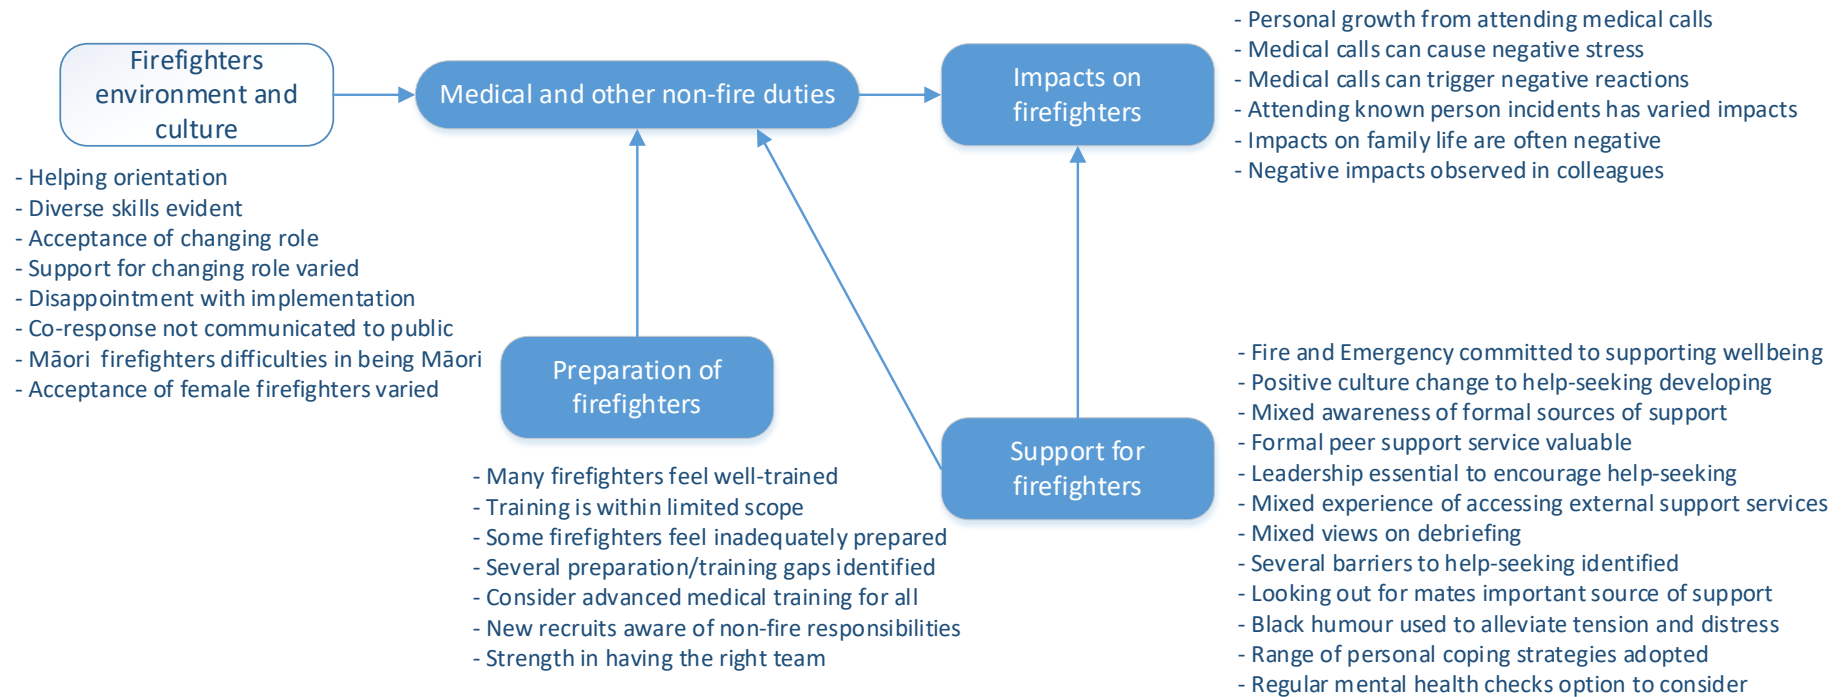 Firefighters
environment and
culture
- Helping orientation
- Diverse skills evident
- Acceptance of changing role
- Support for changing role varied
- Disappointment with implementation
- Co-response not communicated to public
- Māori firefighters difficulties in being Māori
- Acceptance of female firefighters varied
Medical and other non-fire duties
Impacts on
firefighters
- Personal growth from attending medical calls
- Medical calls can cause negative stress
- Medical calls can trigger negative reactions
- Attending known person incidents has varied impacts
- Impacts on family life are often negative
- Negative impacts observed in colleagues
Preparation of
firefighters
- Many firefighters feel well-trained
- Training is within limited scope
- Some firefighters feel inadequately prepared
- Several preparation/training gaps identified
- Consider advanced medical training for all
- New recruits aware of non-fire responsibilities
- Strength in having the right team
Support for
firefighters
- Fire and Emergency committed to supporting wellbeing
- Positive culture change to help-seeking developing
- Mixed awareness of formal sources of support
- Formal peer support service valuable
- Leadership essential to encourage help-seeking
- Mixed experience of accessing external support services
- Mixed views on debriefing
- Several barriers to help-seeking identified
- Looking out for mates important source of support
- Black humour used to alleviate tension and distress
- Range of personal coping strategies adopted
- Regular mental health checks option to consider